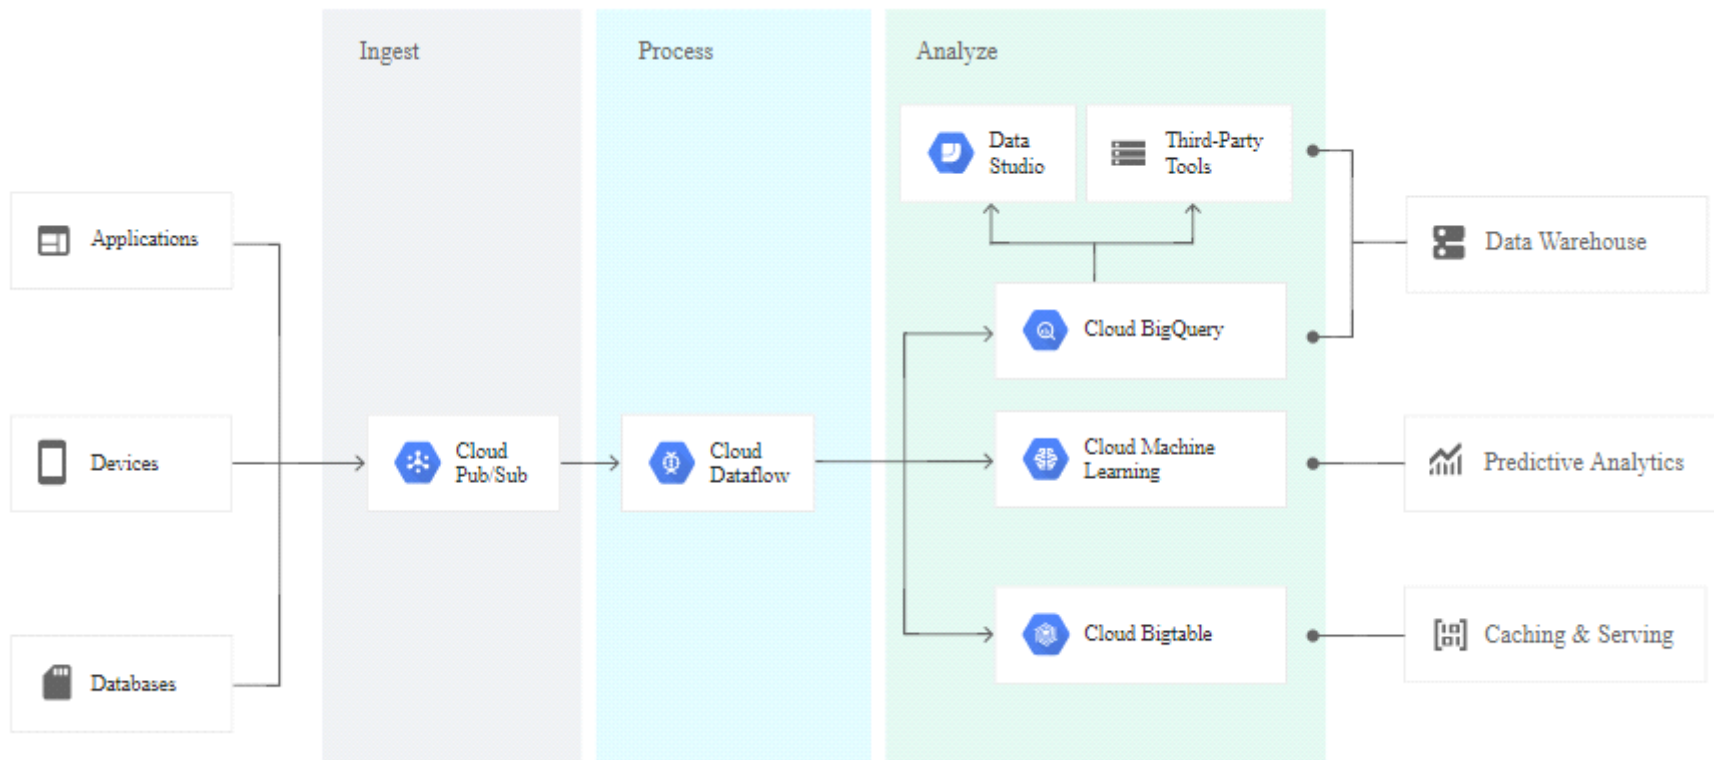 Ingest
Process
Analyze
Data
Studio
Third-Party
Tools
Applications
Data Warehouse
Cloud BigQuery
Devices
Cloud
Pub/Sub
Cloud
Dataflow
Cloud Machine
Learning
Predictive Analytics
Databases
Cloud Bigtable
Caching & Serving